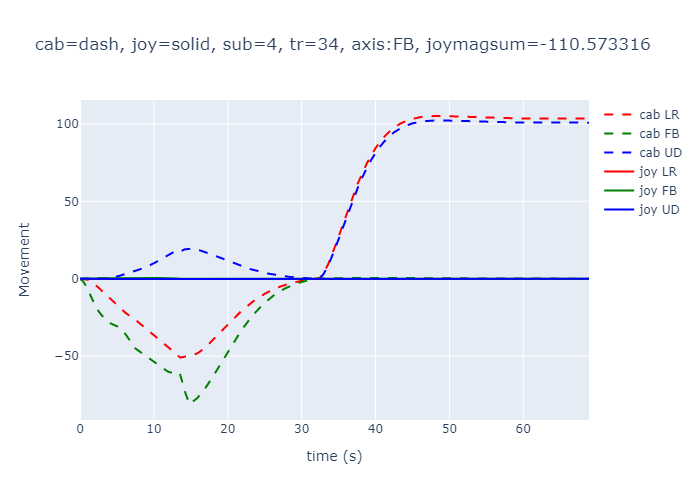 cab=dash, joy=solid, sub=4, tr=34, axis:FB, joymagsum=-110.573316
cab LR
cab FB
cab UD
joy LR
joy FB
joy UD
100
50
0
−50
Movement
0 10 20 30 40 50 60
time (s)